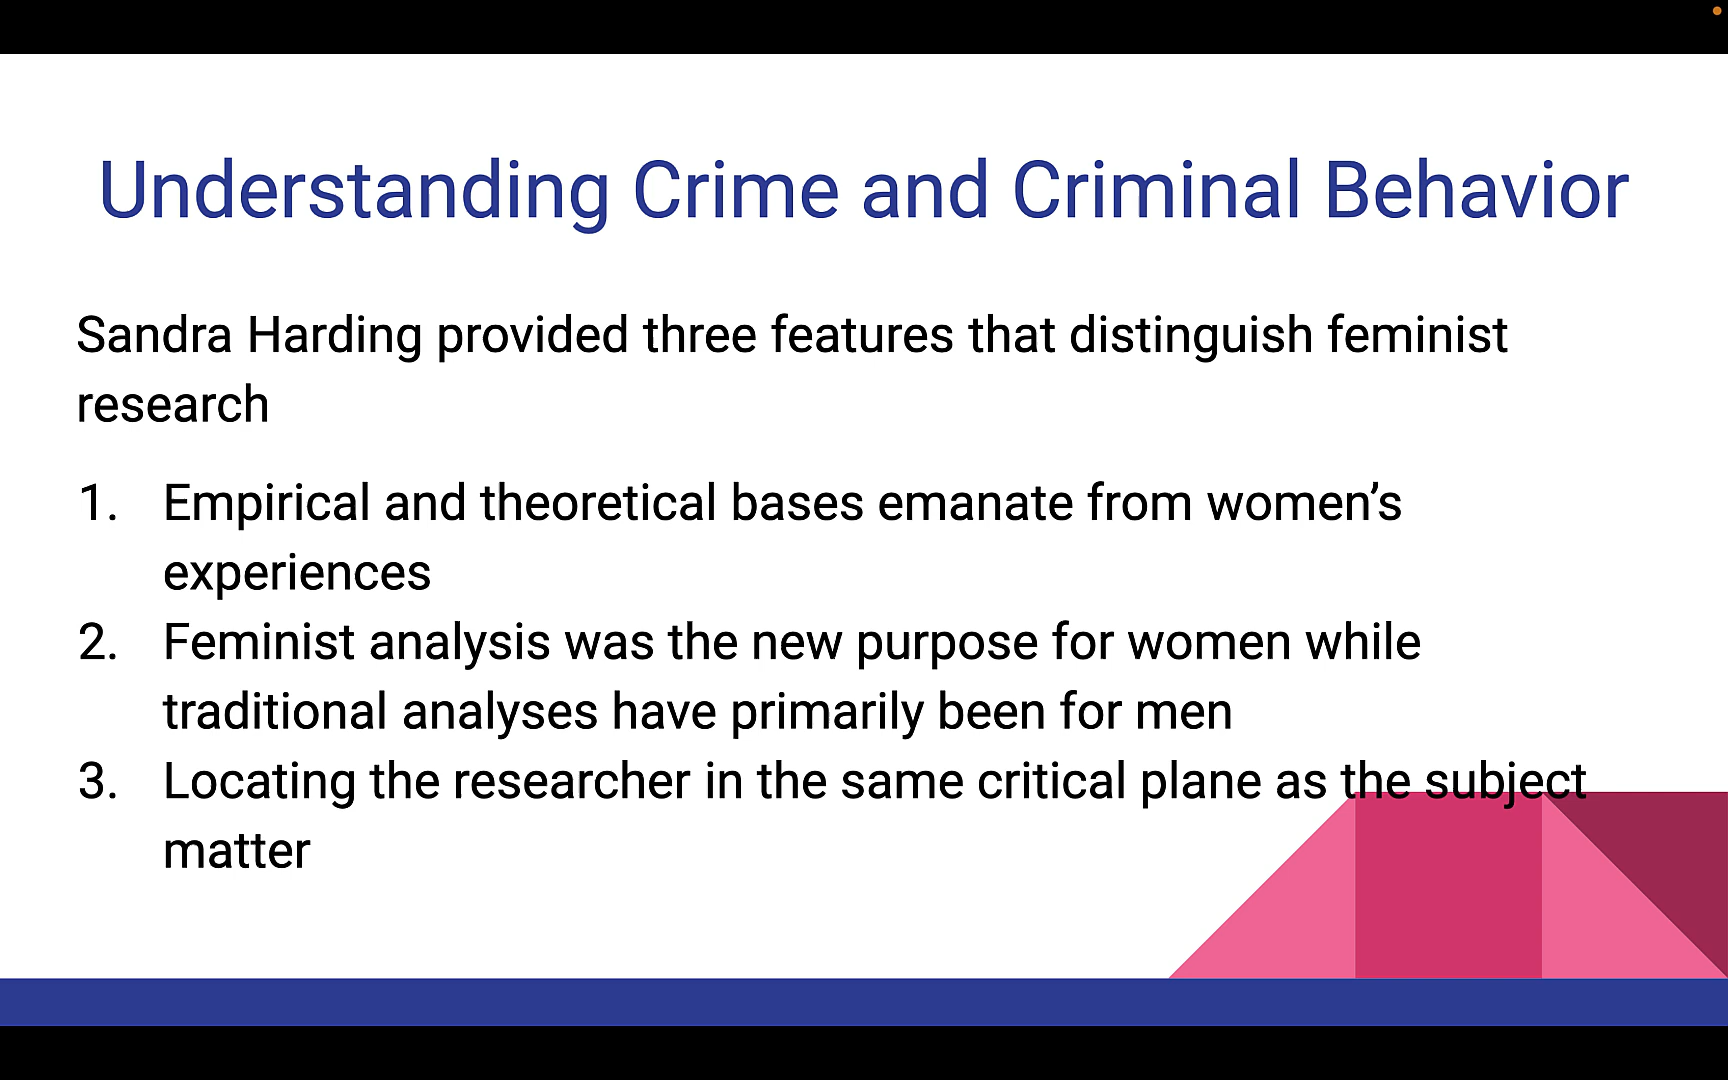 Understanding Crime and Criminal Behavior
Sandra Harding provided three features that distinguish feminist
research
1. Empirical and theoretical bases emanate from women’s
experiences
2. Feminist analysis was the new purpose for women while
traditional analyses have primarily been for men
3. Locating the researcher in the same critical plane as the subject
matter